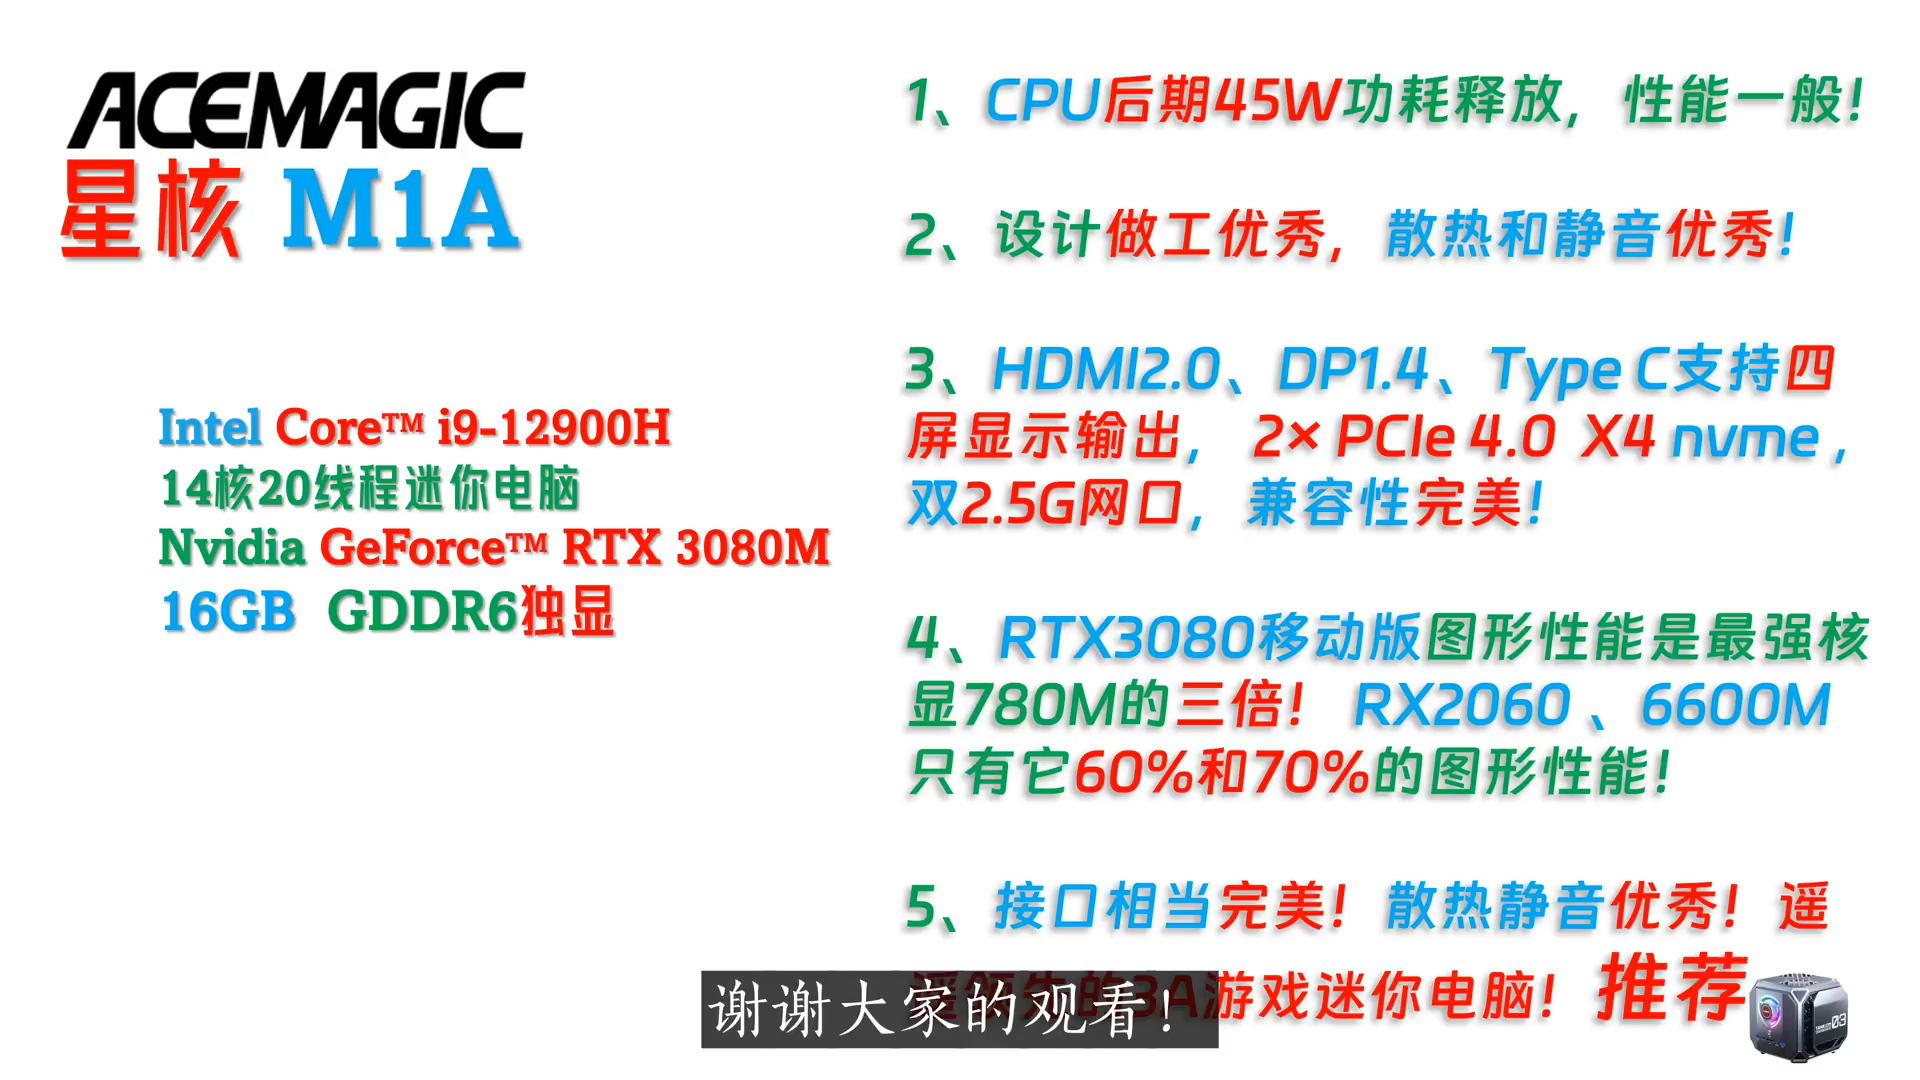 ACEMAGIC
星核 M1A
Intel Core™ i9-12900H
14核20线程迷你电脑
Nvidia GeForce™ RTX 3080M
16GB GDDR6独显
1、CPU后期45W功耗释放，性能一般！
2、设计做工优秀，散热和静音优秀！
3、HDMI2.0、DP1.4、Type C支持四
屏显示输出，2× PCIe 4.0 X4 nvme，
双2.5G网口，兼容性完美！
4、RTX3080移动版图形性能是最强核
显780M的三倍！RX2060、6600M
只有它60%和70%的图形性能！
5、接口相当完美！散热静音优秀！遥
遥领先的3A游戏迷你电脑！推荐
谢谢大家的观看！
03